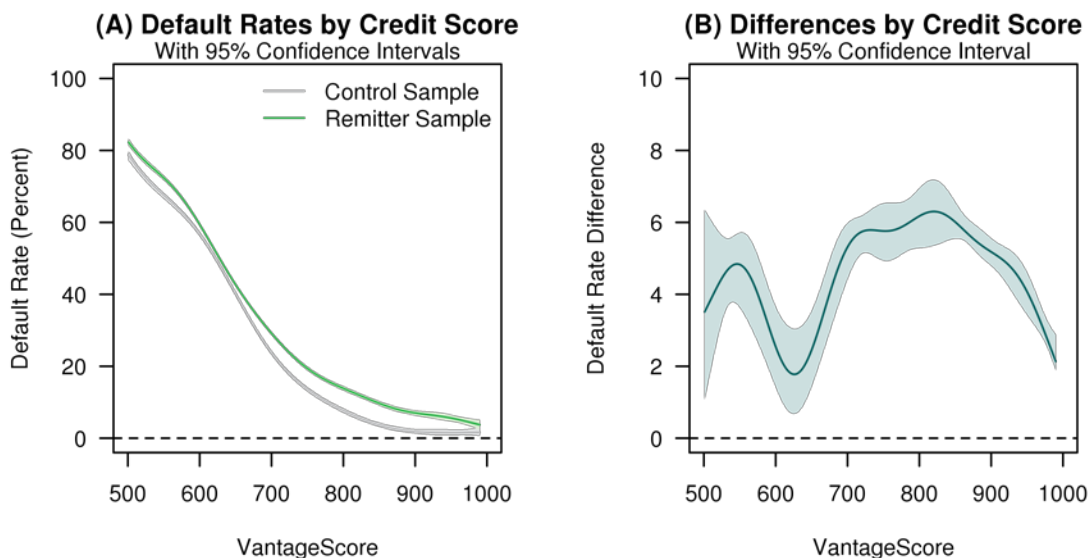 (A) Default Rates by Credit Score
With 95% Confidence Intervals
Default Rate (Percent)
100
80
60
40
20
0
Control Sample
Remitter Sample
500 600 700 800 900 1000
VantageScore
(B) Differences by Credit Score
With 95% Confidence Interval
Default Rate Difference
10
8
6
4
2
0
500 600 700 800 900 1000
VantageScore